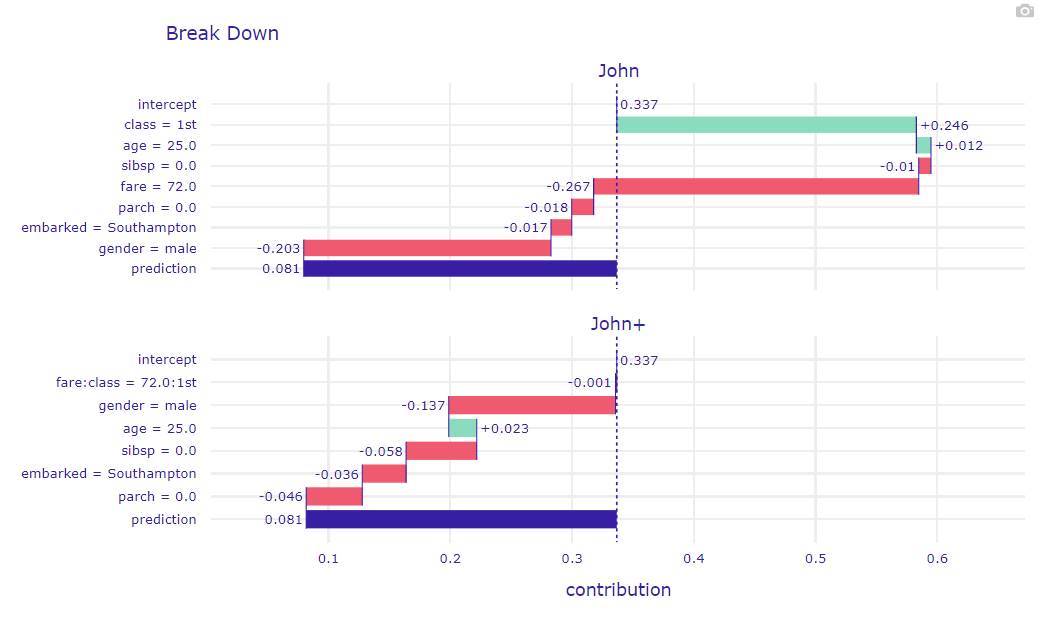 Break Down
John
intercept 0.337
class = 1st +0.246
age = 25.0 +0.012
sibsp = 0.0 -0.01
fare = 72.0 -0.267
parch = 0.0 -0.018
embarked = Southampton -0.017
gender = male -0.203
prediction 0.081
John+
intercept 0.337
fare:class = 72.0:1st -0.001
gender = male -0.137
age = 25.0 +0.023
sibsp = 0.0 -0.058
embarked = Southampton -0.036
parch = 0.0 -0.046
prediction 0.081
0.1 0.2 0.3 0.4 0.5 0.6
contribution